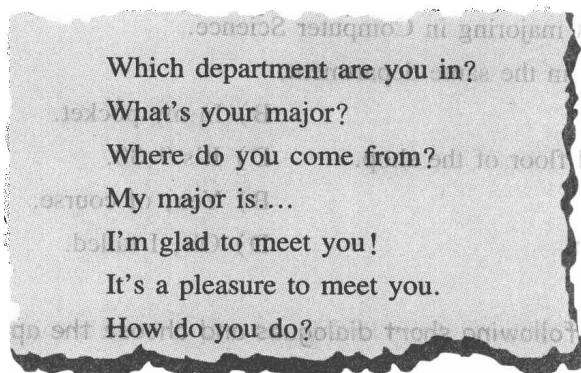 Which department are you in?
What's your major?
Where do you come from?
My major is....
I'm glad to meet you!
It's a pleasure to meet you.
How do you do?